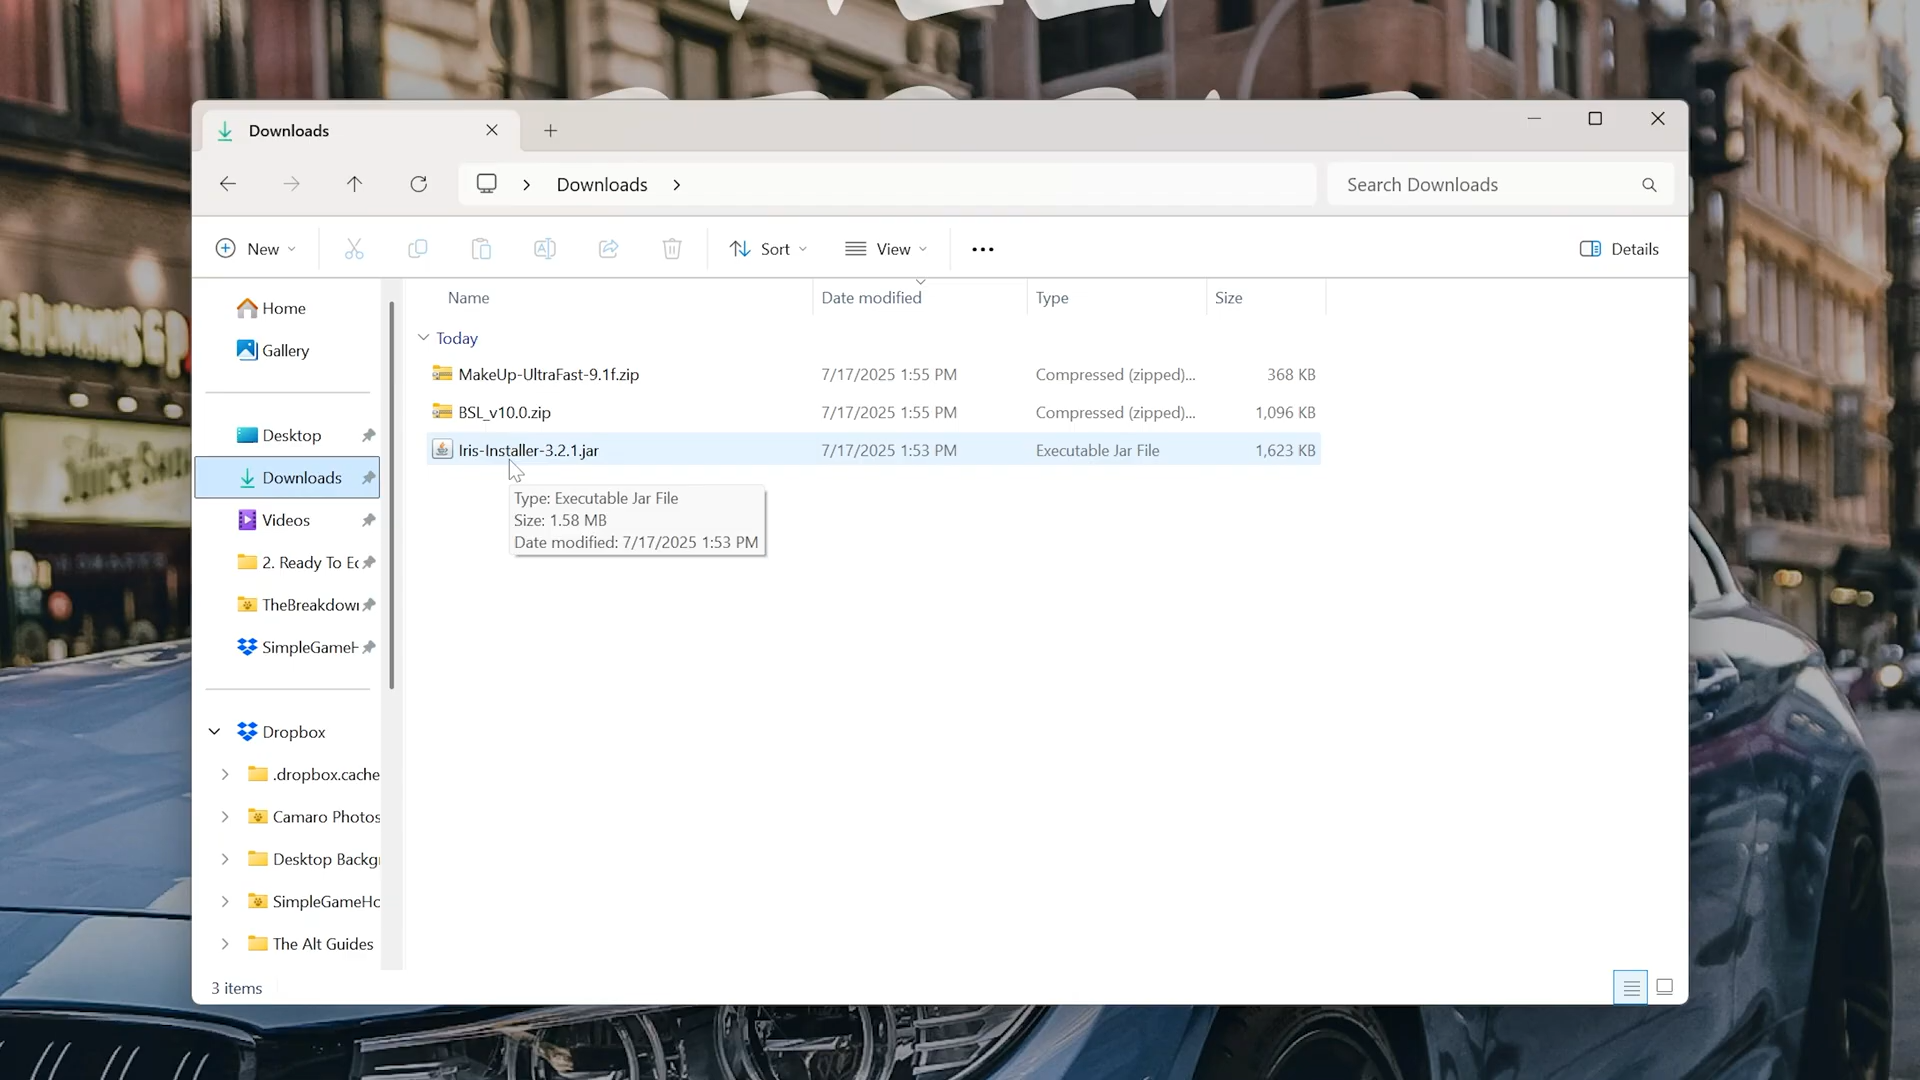 Downloads
Downloads
Search Downloads
New
Sort
View
Details
Name
Date modified
Type
Size
Home
Gallery
Desktop
Downloads
Videos
2. Ready To Ec
TheBreakdown
SimpleGameH
Dropbox
.dropbox.cache
Camaro Photos
Desktop Backgr
SimpleGameHo
The Alt Guides
Today
MakeUp-UltraFast-9.1f.zip 7/17/2025 1:55 PM Compressed (zipped)... 368 KB
BSL_v10.0.zip 7/17/2025 1:55 PM Compressed (zipped)... 1,096 KB
Iris-Installer-3.2.1.jar 7/17/2025 1:53 PM Executable Jar File 1,623 KB
Type: Executable Jar File
Size: 1.58 MB
Date modified: 7/17/2025 1:53 PM
3 items